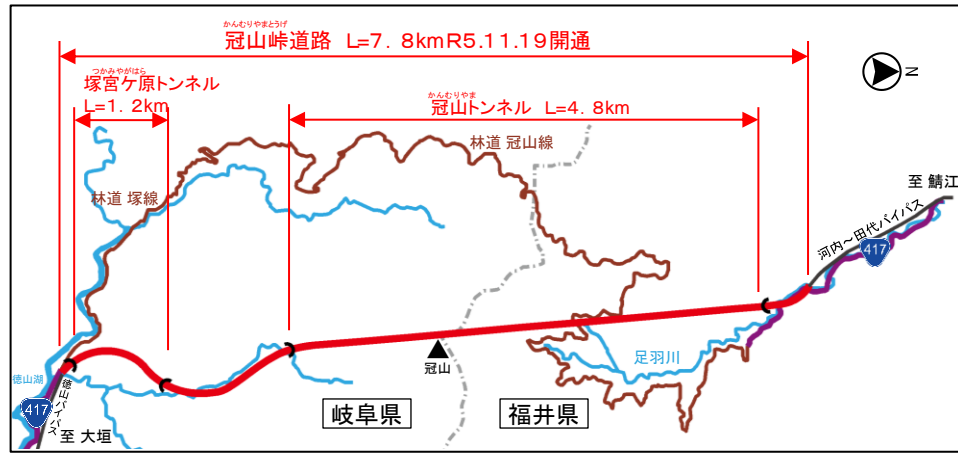 かんむりやまとうげ
冠山峠道路 L=7.8kmR5.11.19開通
つかみやがはら
塚宮ケ原トンネル
L=1.2km
かんむりやま
冠山トンネル L=4.8km
N
林道 冠山線
林道 塚線
至 鯖江
河内~田代バイパス
417
足羽川
冠山
徳山湖
徳山バイパス
417
至 大垣
岐阜県
福井県